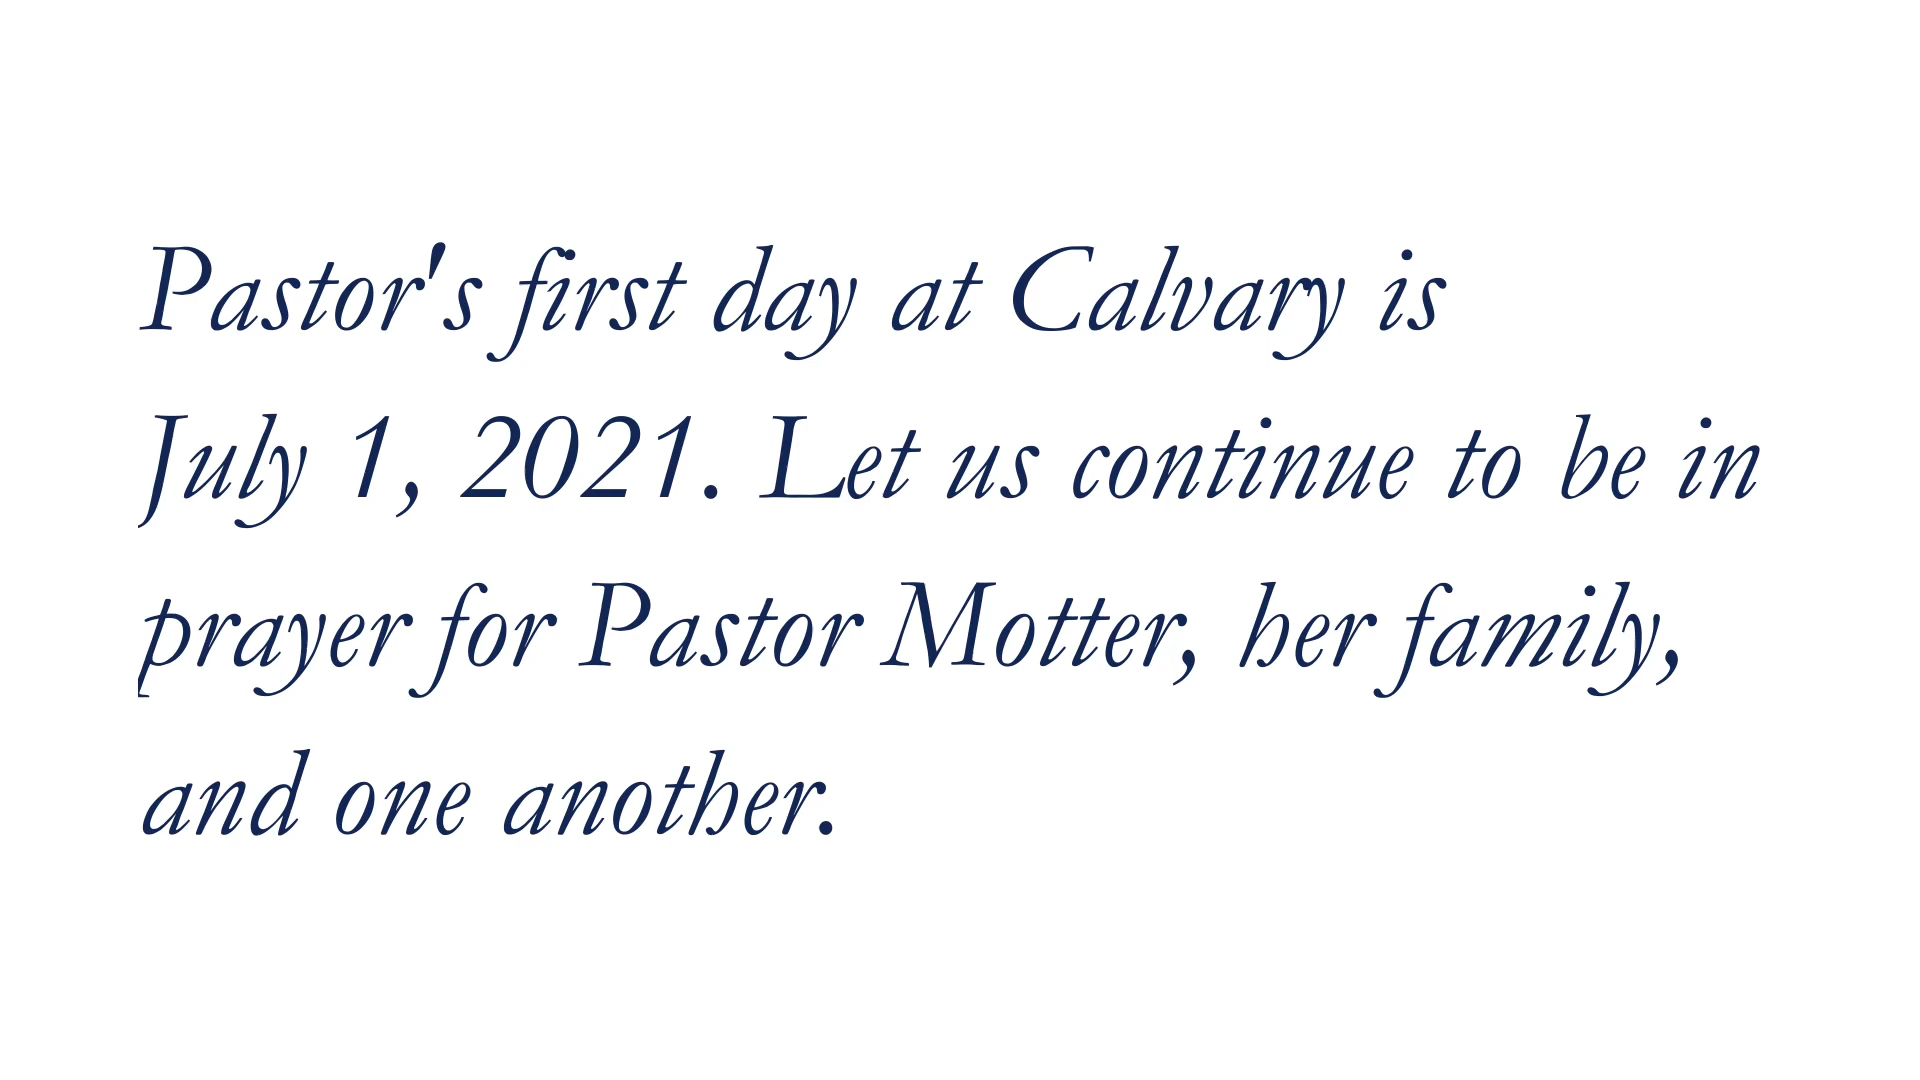 Pastor's first day at Calvary is
July 1, 2021. Let us continue to be in
prayer for Pastor Motter, her family,
and one another.